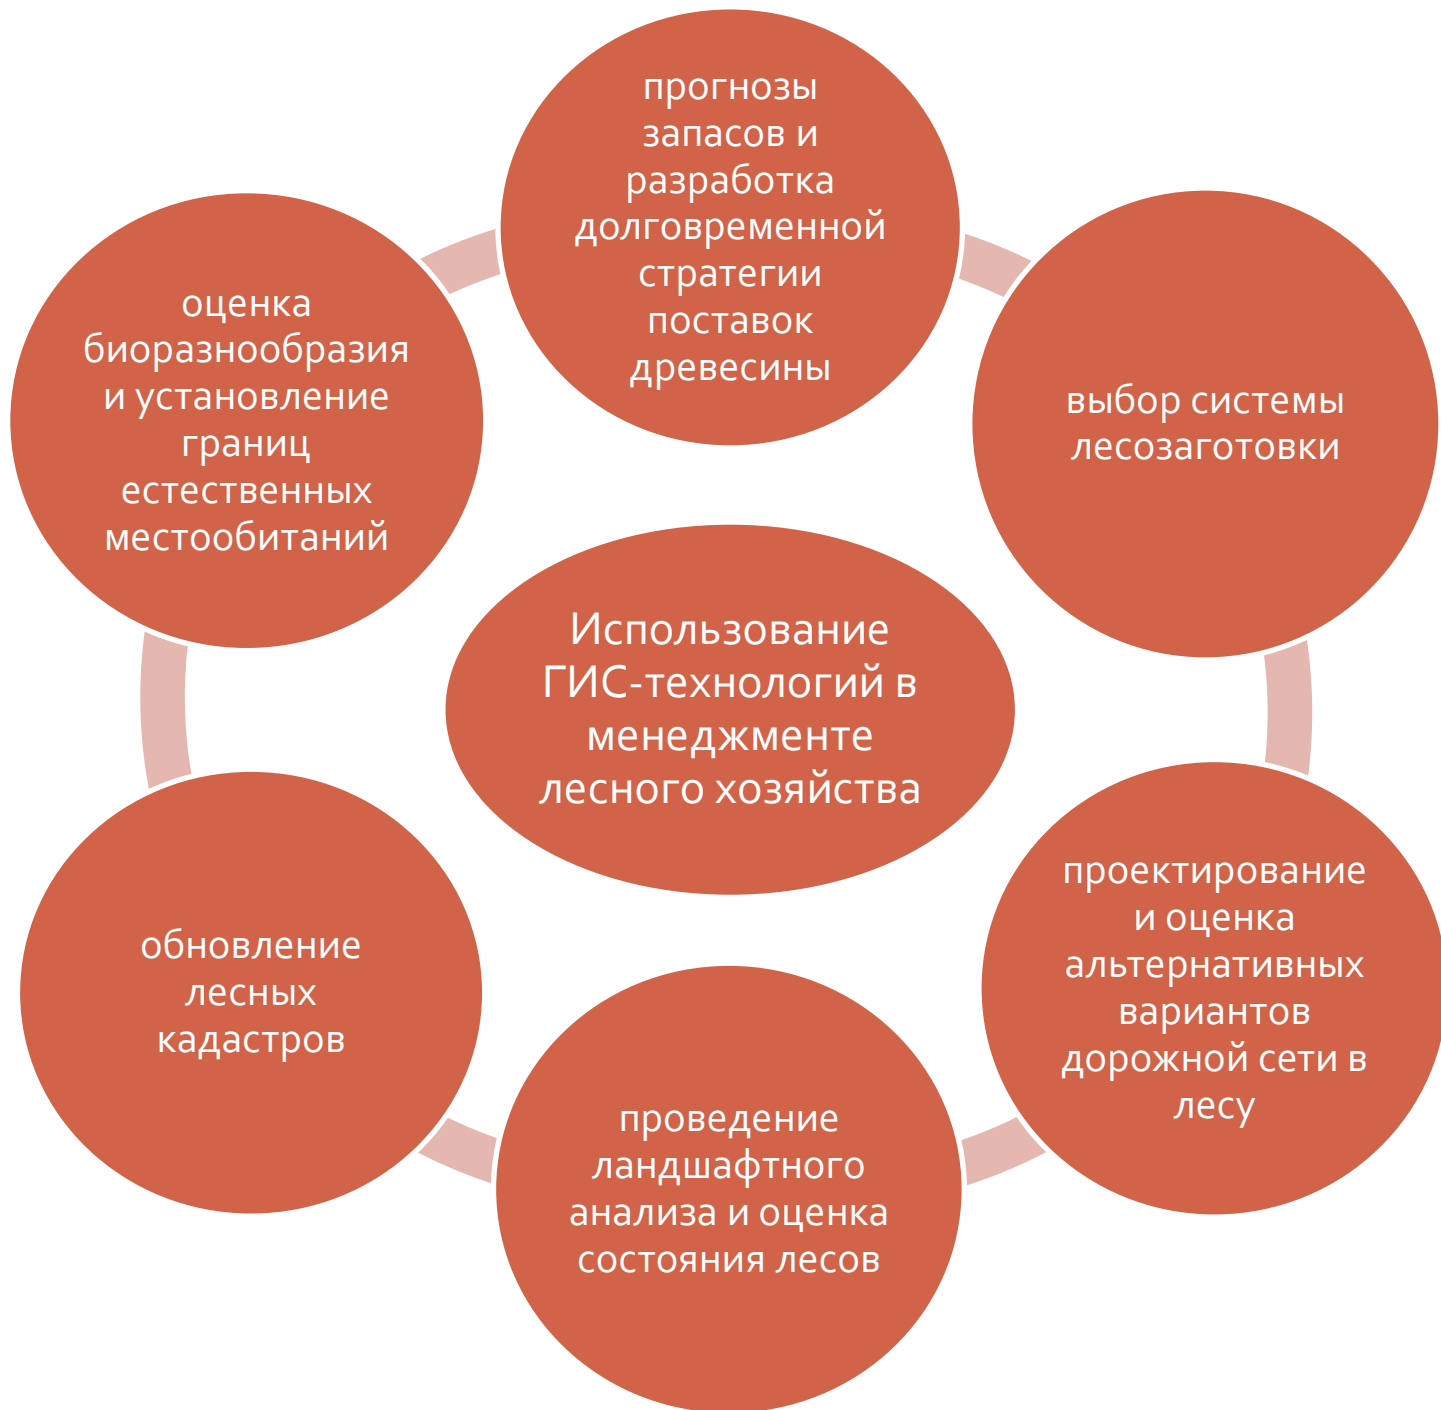 прогнозы
запасов и
разработка
долговременной
стратегии
поставок
древесины
выбор системы
лесозаготовки
проектирование
и оценка
альтернативных
вариантов
дорожной сети в
лесу
проведение
ландшафтного
анализа и оценка
состояния лесов
обновление
лесных
кадастров
оценка
биоразнообразия
и установление
границ
естественных
местообитаний
Использование
ГИС-технологий в
менеджменте
лесного хозяйства